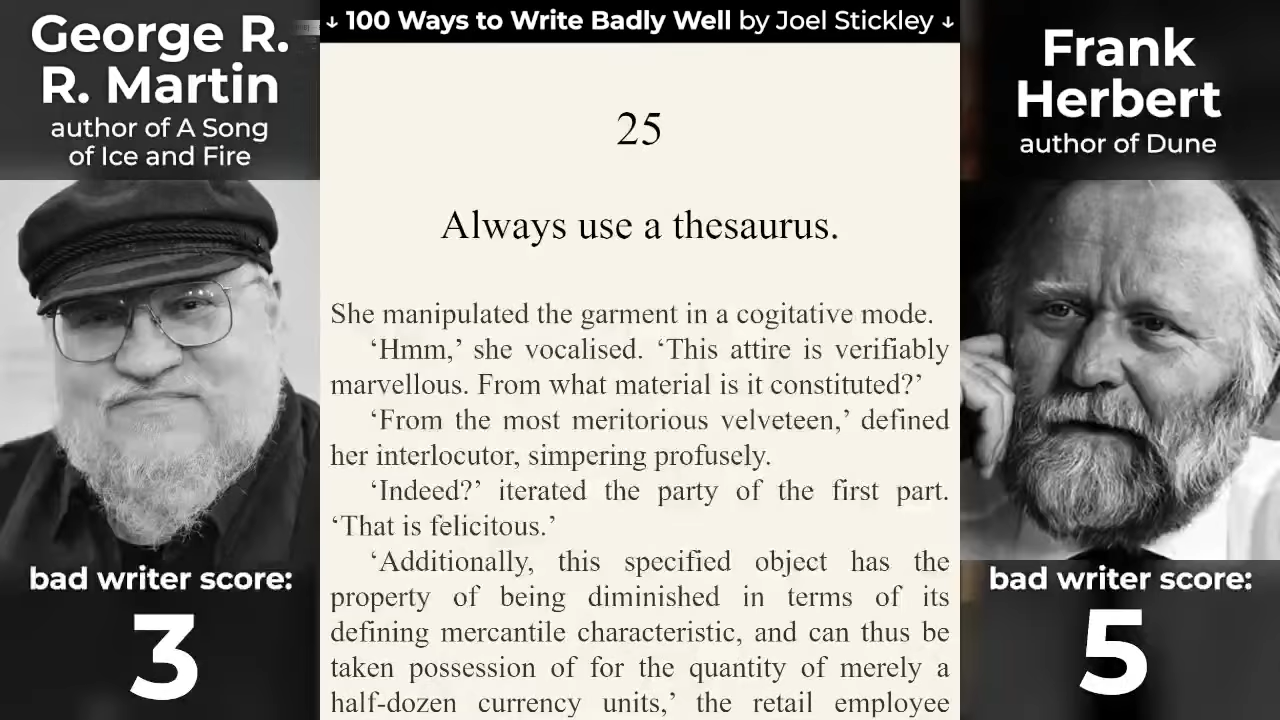 George R.
R. Martin
author of A Song
of Ice and Fire
↓ 100 Ways to Write Badly Well by Joel Stickley ↓
25
Always use a thesaurus.
She manipulated the garment in a cogitative mode.
‘Hmm,’ she vocalised. ‘This attire is verifiably
marvellous. From what material is it constituted?’
‘From the most meritorious velveteen,’ defined
her interlocutor, simpering profusely.
‘Indeed?’ iterated the party of the first part.
‘That is felicitous.’
‘Additionally, this specified object has the
property of being diminished in terms of its
defining mercantile characteristic, and can thus be
taken possession of for the quantity of merely a
half-dozen currency units,’ the retail employee
Frank
Herbert
author of Dune
bad writer score:
3
bad writer score:
5